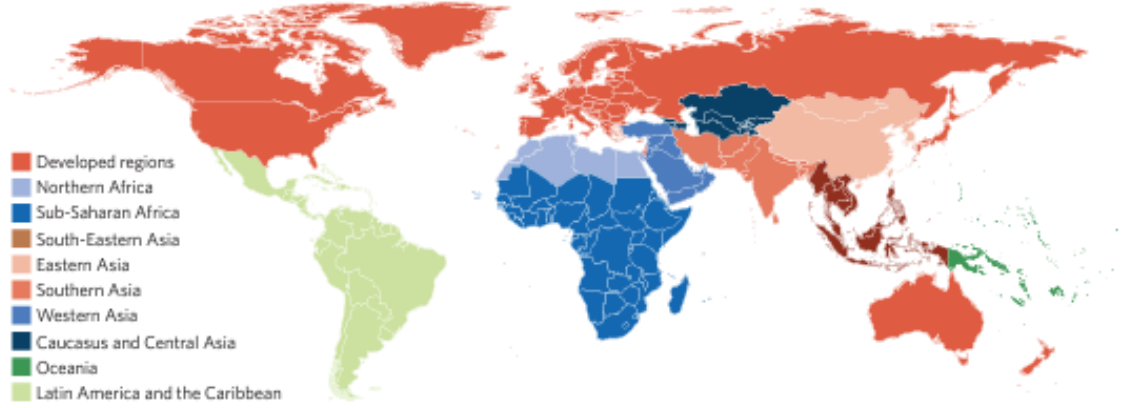 Developed regions
Northern Africa
Sub-Saharan Africa
South-Eastern Asia
Eastern Asia
Southern Asia
Western Asia
Caucasus and Central Asia
Oceania
Latin America and the Caribbean